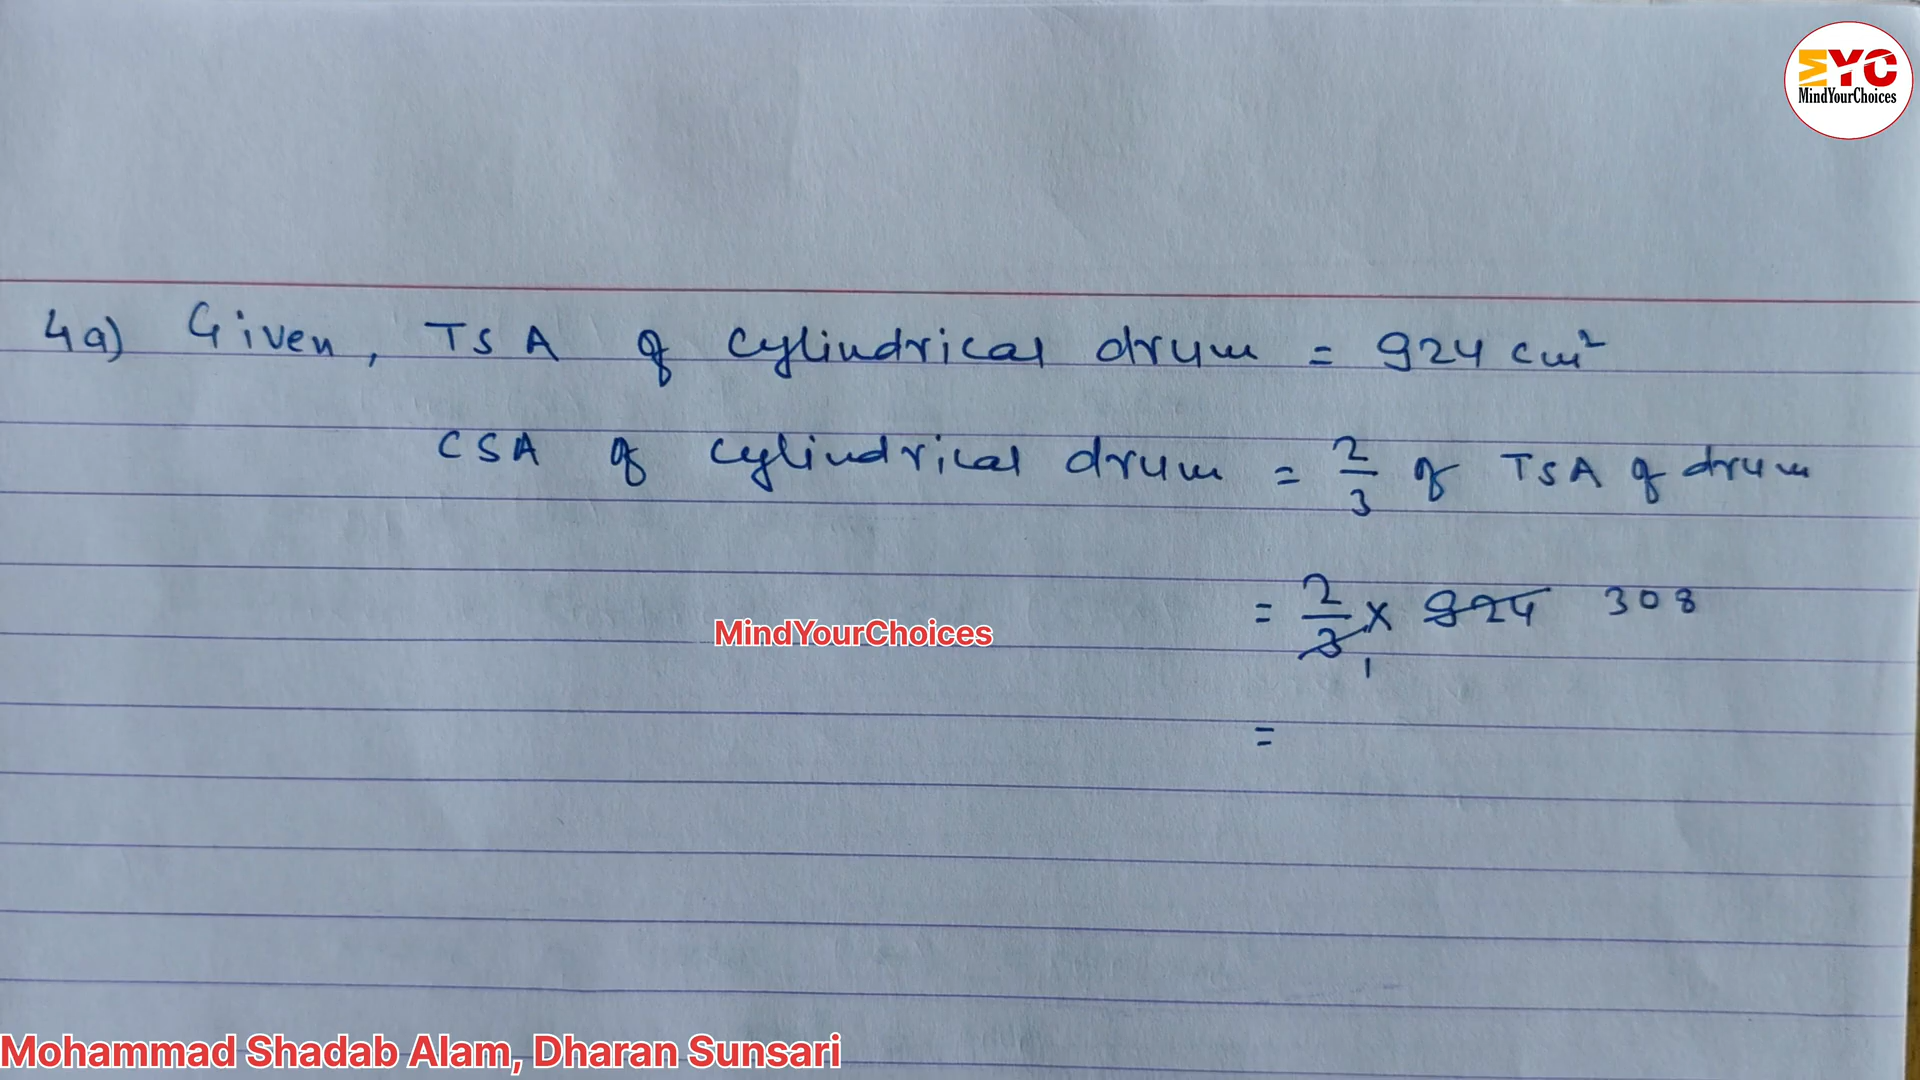 MYC
MindYourChoices
4a) Given, TSA of cylindrical drum = 924 cm²
CSA of cylindrical drum = 2/3 of TSA of drum
= 2/3 × 924 308
1
MindYourChoices
=
Mohammad Shadab Alam, Dharan Sunsari